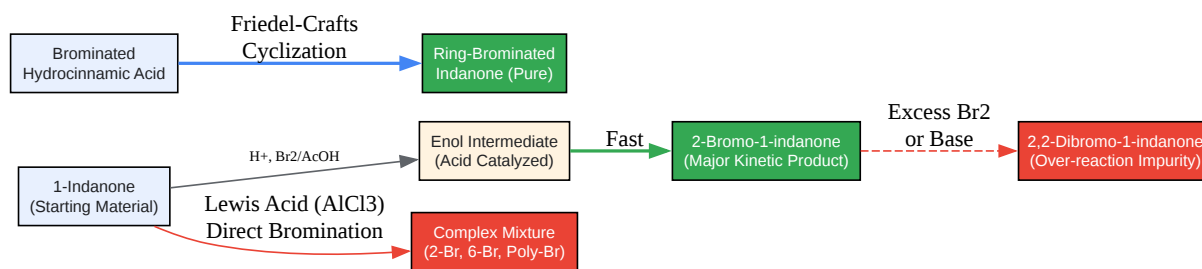 Friedel-Crafts
Cyclization
Brominated
Hydrocinnamic Acid
Ring-Brominated
Indanone (Pure)
H+, Br2/AcOH
Enol Intermediate
(Acid Catalyzed)
Fast
2-Bromo-1-indanone
(Major Kinetic Product)
Excess Br2
or Base
2,2-Dibromo-1-indanone
(Over-reaction Impurity)
1-Indanone
(Starting Material)
Lewis Acid (AlCl3)
Direct Bromination
Complex Mixture
(2-Br, 6-Br, Poly-Br)